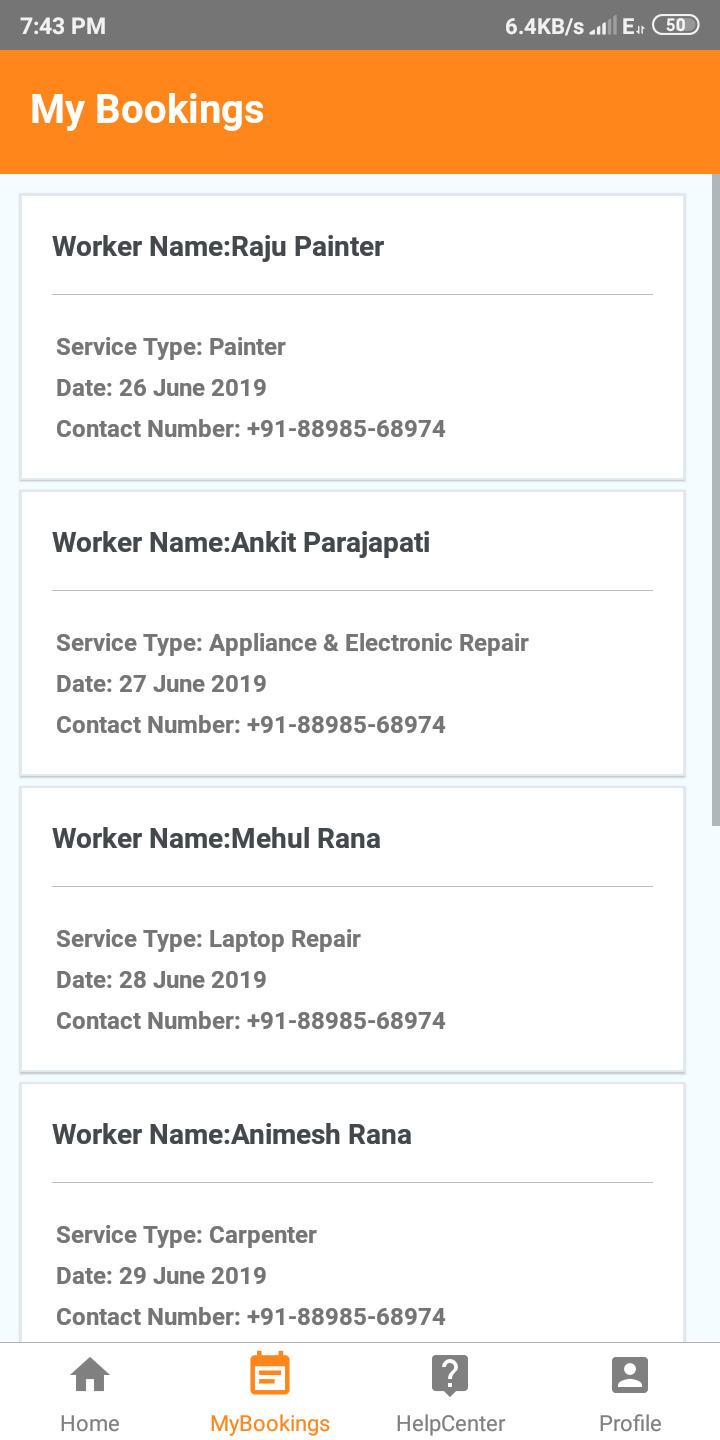 7:43 PM 6.4KB/s E 50
My Bookings
Worker Name:Raju Painter
Service Type: Painter
Date: 26 June 2019
Contact Number: +91-88985-68974
Worker Name:Ankit Parajapati
Service Type: Appliance & Electronic Repair
Date: 27 June 2019
Contact Number: +91-88985-68974
Worker Name:Mehul Rana
Service Type: Laptop Repair
Date: 28 June 2019
Contact Number: +91-88985-68974
Worker Name:Animesh Rana
Service Type: Carpenter
Date: 29 June 2019
Contact Number: +91-88985-68974
Home MyBookings HelpCenter Profile